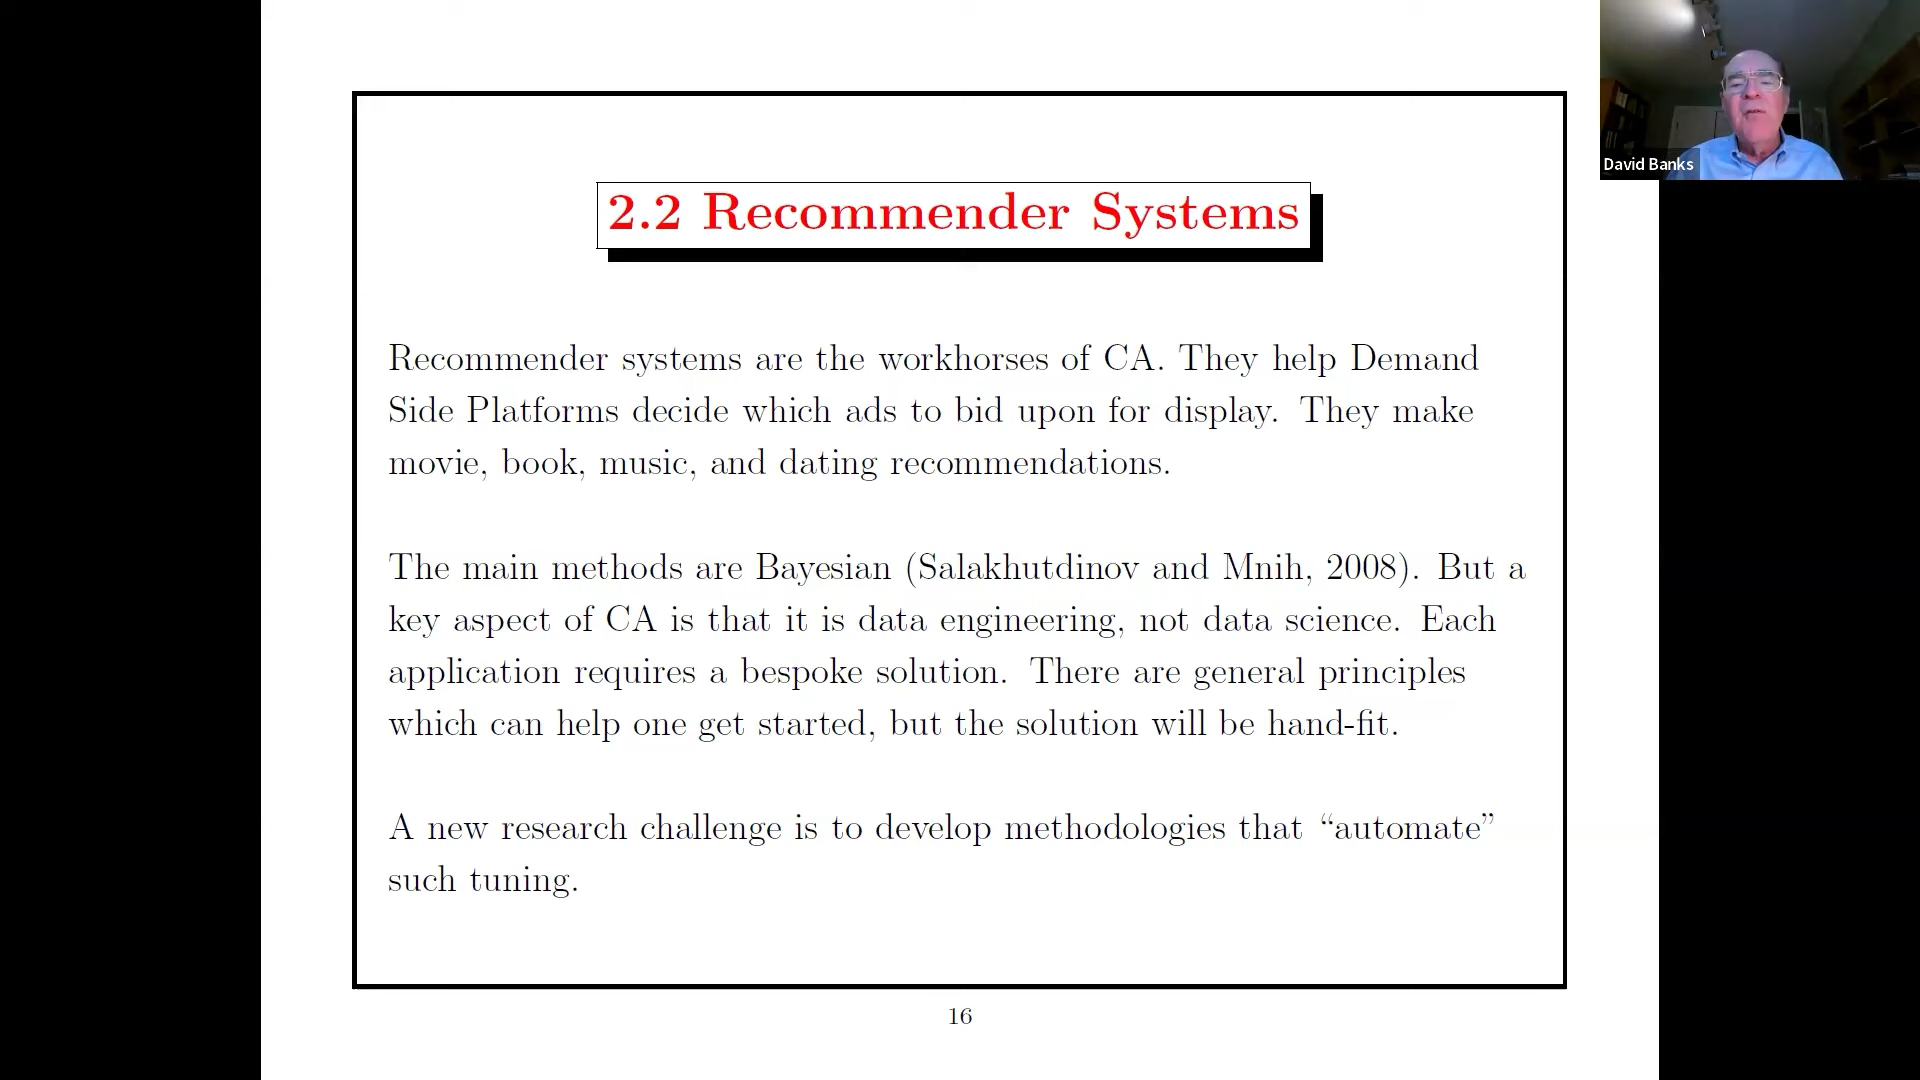 David Banks
2.2 Recommender Systems
Recommender systems are the workhorses of CA. They help Demand
Side Platforms decide which ads to bid upon for display. They make
movie, book, music, and dating recommendations.
The main methods are Bayesian (Salakhutdinov and Mnih, 2008). But a
key aspect of CA is that it is data engineering, not data science. Each
application requires a bespoke solution. There are general principles
which can help one get started, but the solution will be hand-fit.
A new research challenge is to develop methodologies that “automate”
such tuning.
16